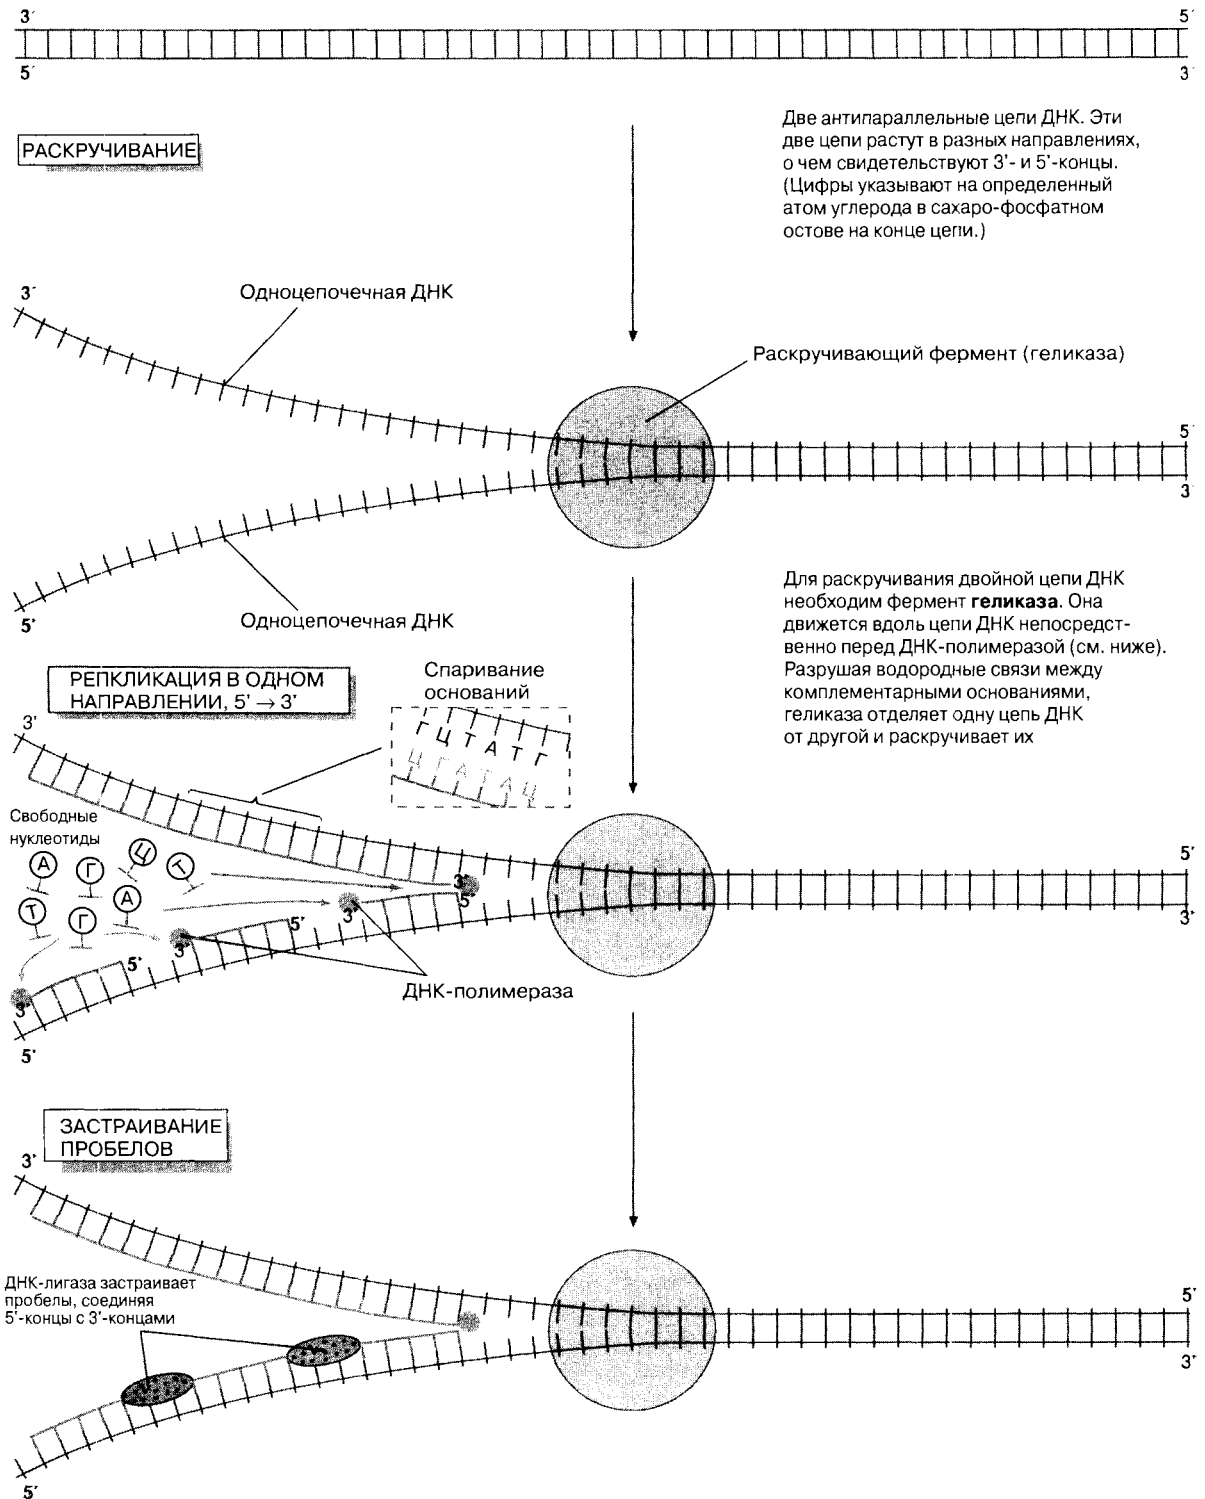 3´ 5´
5´ 3´
РАСКРУЧИВАНИЕ
Две антипараллельные цепи ДНК. Эти
две цепи растут в разных направлениях,
о чем свидетельствуют 3'- и 5'-концы.
(Цифры указывают на определенный
атом углерода в сахаро-фосфатном
остове на конце цепи.)
3´
Одноцепочечная ДНК
Раскручивающий фермент (геликаза)
5´
3´
5'
Одноцепочечная ДНК
Для раскручивания двойной цепи ДНК
необходим фермент геликаза. Она
движется вдоль цепи ДНК непосредст-
венно перед ДНК-полимеразой (см. ниже).
Разрушая водородные связи между
комплементарными основаниями,
геликаза отделяет одну цепь ДНК
от другой и раскручивает их
РЕПКЛИКАЦИЯ В ОДНОМ
НАПРАВЛЕНИИ, 5' → 3'
Спаривание
оснований
Г Ц Т А Т Г
Ц Г А Т А Ц
3'
Свободные
нуклеотиды
А Г Ц Т
Т Г А
3'
5'
3'
5'
3'
5'
3'
5'
5'
3'
ДНК-полимераза
ЗАСТРАИВАНИЕ
ПРОБЕЛОВ
3'
ДНК-лигаза застраивает
пробелы, соединяя
5'-концы с 3'-концами
5'
3'
5'